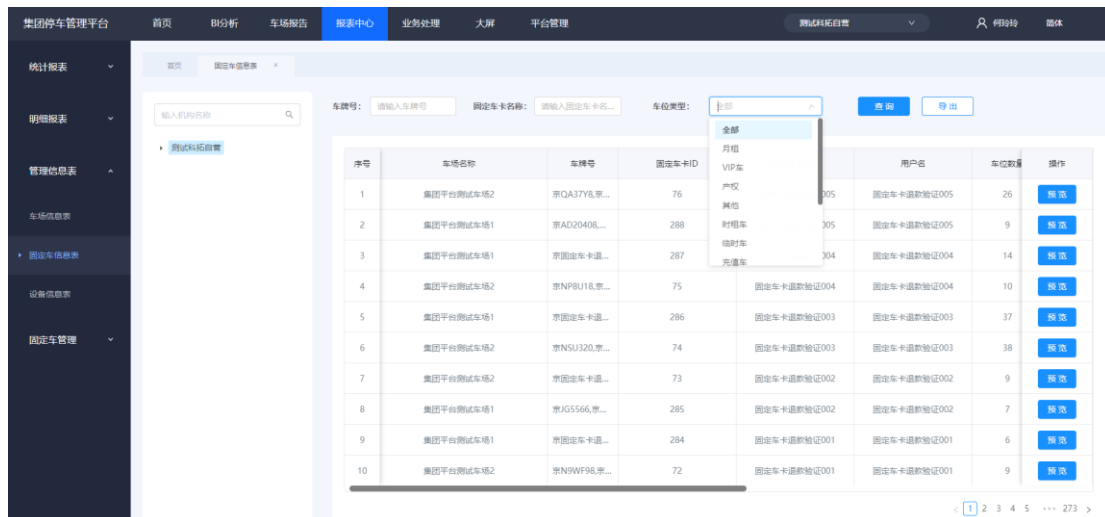 集团停车管理平台 首页 BI分析 车场报告 报表中心 业务处理 大屏 平台管理 测试科拓自营 何玲玲 简体
统计报表
明细报表
管理信息表
车场信息表
固定车信息表
设备信息表
固定车管理
首页 固定车信息表 ×
输入机构名称
测试科拓自营
车牌号： 请输入车牌号 固定车卡名称： 请输入固定车卡名... 车位类型： 全部 查 询 导 出
全部
月租
VIP车
产权
其他
时租车
临时车
充值车
序号 车场名称 车牌号 固定车卡ID 用户名 车位数量 操作
1 集团平台测试车场2 京QA37Y8,京... 76 005 固定车卡退款验证005 26 预 览
2 集团平台测试车场1 京AD20408,... 288 005 固定车卡退款验证005 9 预 览
3 集团平台测试车场1 京固定车卡退... 287 004 固定车卡退款验证004 14 预 览
4 集团平台测试车场2 京NP8U18,京... 75 固定车卡退款验证004 固定车卡退款验证004 10 预 览
5 集团平台测试车场1 京固定车卡退... 286 固定车卡退款验证003 固定车卡退款验证003 37 预 览
6 集团平台测试车场2 京NSU320,京... 74 固定车卡退款验证003 固定车卡退款验证003 38 预 览
7 集团平台测试车场2 京固定车卡退... 73 固定车卡退款验证002 固定车卡退款验证002 9 预 览
8 集团平台测试车场1 京JG5566,京... 285 固定车卡退款验证002 固定车卡退款验证002 7 预 览
9 集团平台测试车场1 京固定车卡退... 284 固定车卡退款验证001 固定车卡退款验证001 6 预 览
10 集团平台测试车场2 京N9WF98,京... 72 固定车卡退款验证001 固定车卡退款验证001 9 预 览
< 1 2 3 4 5 ••• 273 >